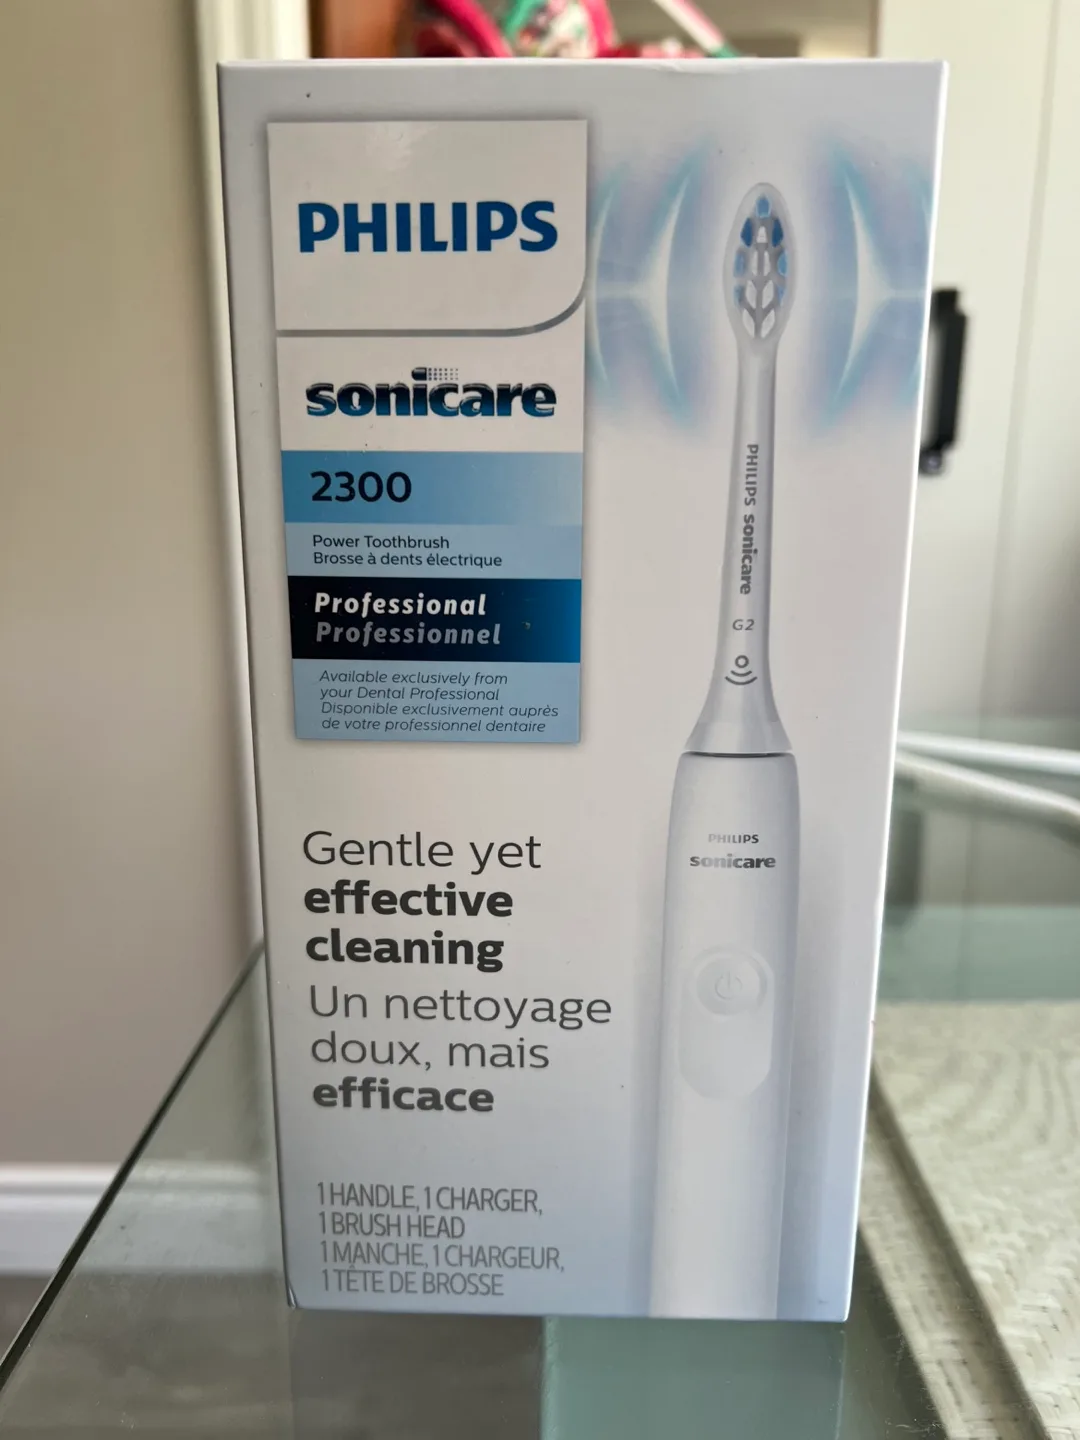 PHILIPS
sonicare
2300
Power Toothbrush
Brosse à dents électrique
Professional
Professionnel
Available exclusively from
your Dental Professional
Disponible exclusivement auprès
de votre professionnel dentaire
Gentle yet
effective
cleaning
Un nettoyage
doux, mais
efficace
1 HANDLE, 1 CHARGER,
1 BRUSH HEAD
1 MANCHE, 1 CHARGEUR,
1 TÊTE DE BROSSE
PHILIPS sonicare
G2
PHILIPS
sonicare